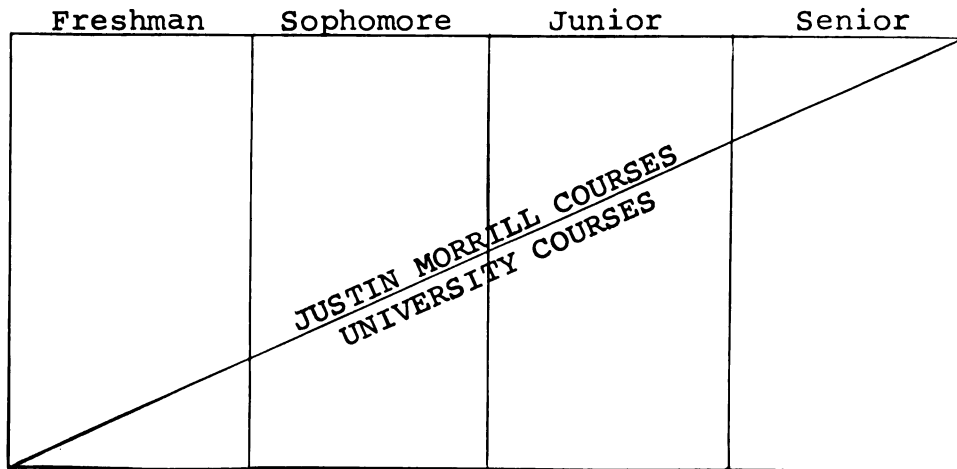 Freshman Sophomore Junior Senior
JUSTIN MORRILL COURSES
UNIVERSITY COURSES